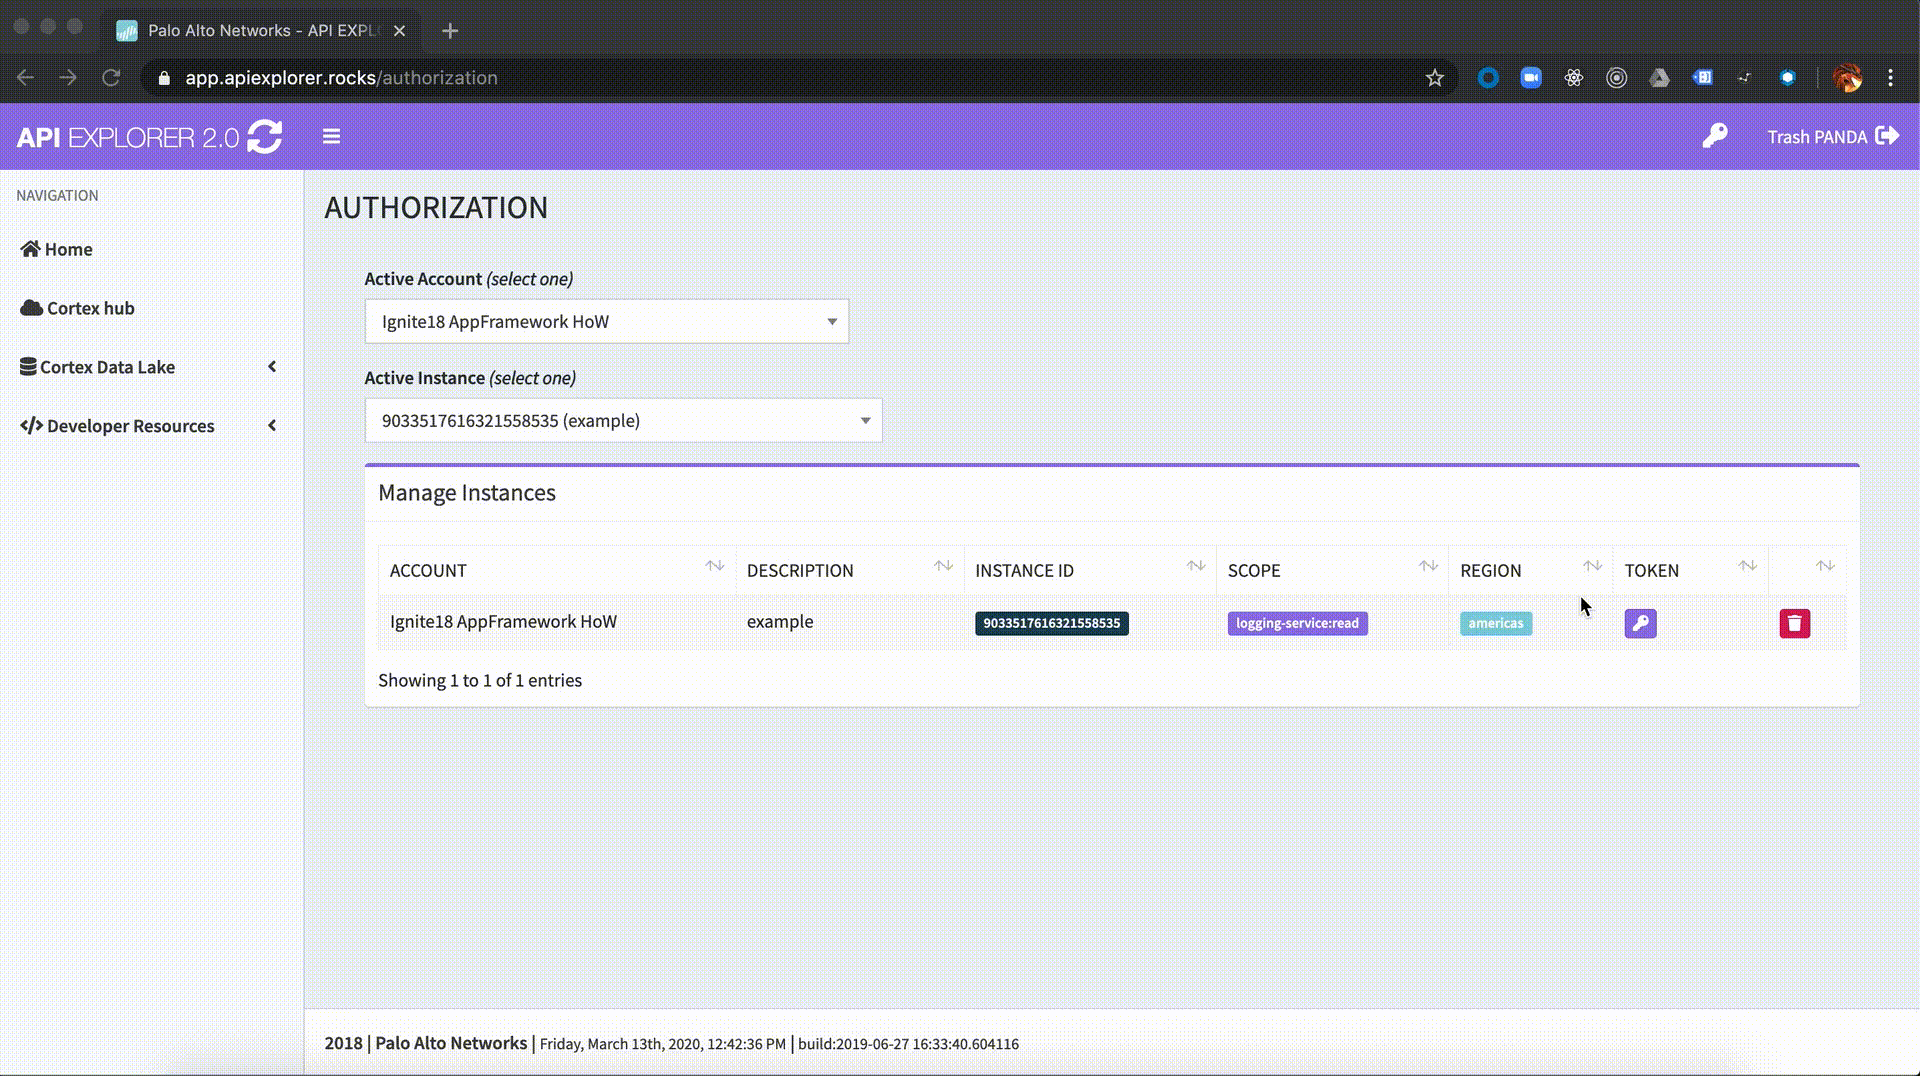 Palo Alto Networks - API EXPL
app.apiexplorer.rocks/authorization
API EXPLORER 2.0
Trash PANDA
NAVIGATION
Home
Cortex hub
Cortex Data Lake
Developer Resources
AUTHORIZATION
Active Account (select one)
Ignite18 AppFramework HoW
Active Instance (select one)
9033517616321558535 (example)
Manage Instances
ACCOUNT DESCRIPTION INSTANCE ID SCOPE REGION TOKEN
Ignite18 AppFramework HoW example 9033517616321558535 logging-service:read americas
Showing 1 to 1 of 1 entries
2018 | Palo Alto Networks | Friday, March 13th, 2020, 12:42:36 PM | build:2019-06-27 16:33:40.604116